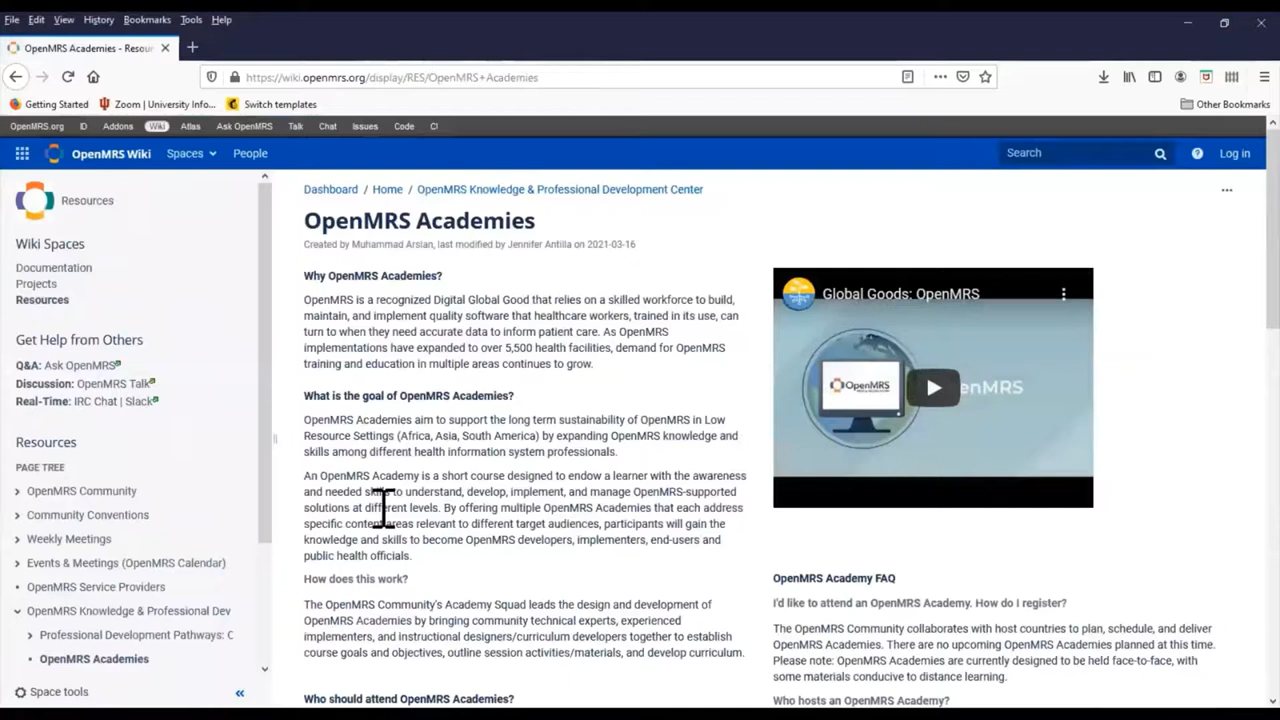 File Edit View History Bookmarks Tools Help
OpenMRS Academies - Resour
https://wiki.openmrs.org/display/RES/OpenMRS+Academies
Getting Started Zoom | University Info... Switch templates Other Bookmarks
OpenMRS.org ID Addons Wiki Atlas Ask OpenMRS Talk Chat Issues Code CI
OpenMRS Wiki Spaces People Search Log in
Resources
Wiki Spaces
Documentation
Projects
Resources
Get Help from Others
Q&A: Ask OpenMRS
Discussion: OpenMRS Talk
Real-Time: IRC Chat | Slack
Resources
PAGE TREE
OpenMRS Community
Community Conventions
Weekly Meetings
Events & Meetings (OpenMRS Calendar)
OpenMRS Service Providers
OpenMRS Knowledge & Professional Dev
Professional Development Pathways: C
OpenMRS Academies
Space tools
Dashboard / Home / OpenMRS Knowledge & Professional Development Center
OpenMRS Academies
Created by Muhammad Arslan, last modified by Jennifer Antilla on 2021-03-16
Why OpenMRS Academies?
OpenMRS is a recognized Digital Global Good that relies on a skilled workforce to build,
maintain, and implement quality software that healthcare workers, trained in its use, can
turn to when they need accurate data to inform patient care. As OpenMRS
implementations have expanded to over 5,500 health facilities, demand for OpenMRS
training and education in multiple areas continues to grow.
What is the goal of OpenMRS Academies?
OpenMRS Academies aim to support the long term sustainability of OpenMRS in Low
Resource Settings (Africa, Asia, South America) by expanding OpenMRS knowledge and
skills among different health information system professionals.
An OpenMRS Academy is a short course designed to endow a learner with the awareness
and needed skills to understand, develop, implement, and manage OpenMRS-supported
solutions at different levels. By offering multiple OpenMRS Academies that each address
specific content areas relevant to different target audiences, participants will gain the
knowledge and skills to become OpenMRS developers, implementers, end-users and
public health officials.
How does this work?
The OpenMRS Community's Academy Squad leads the design and development of
OpenMRS Academies by bringing community technical experts, experienced
implementers, and instructional designers/curriculum developers together to establish
course goals and objectives, outline session activities/materials, and develop curriculum.
Who should attend OpenMRS Academies?
Global Goods: OpenMRS
OpenMRS
enMRS
OpenMRS Academy FAQ
I'd like to attend an OpenMRS Academy. How do I register?
The OpenMRS Community collaborates with host countries to plan, schedule, and deliver
OpenMRS Academies. There are no upcoming OpenMRS Academies planned at this time.
Please note: OpenMRS Academies are currently designed to be held face-to-face, with
some materials conducive to distance learning.
Who hosts an OpenMRS Academy?